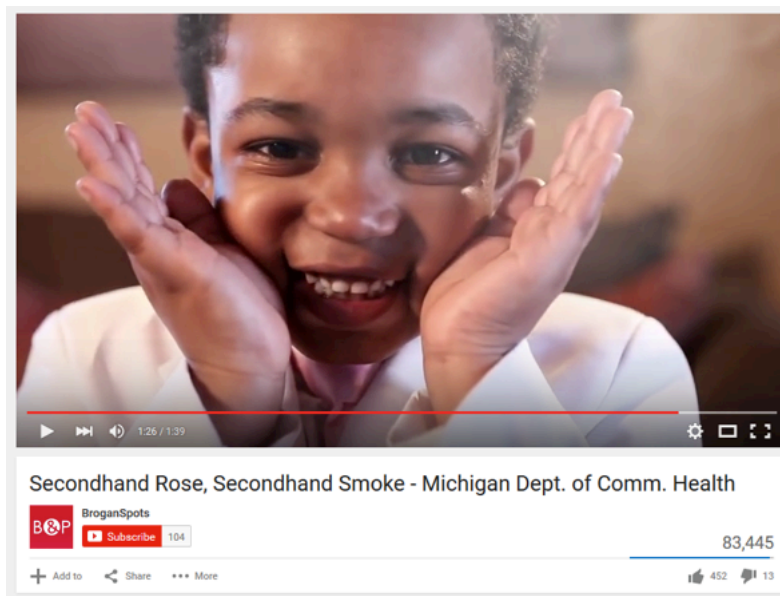 1:26 / 1:39
Secondhand Rose, Secondhand Smoke - Michigan Dept. of Comm. Health
B&P
BroganSpots
Subscribe 104
83,445
Add to Share More
452 13